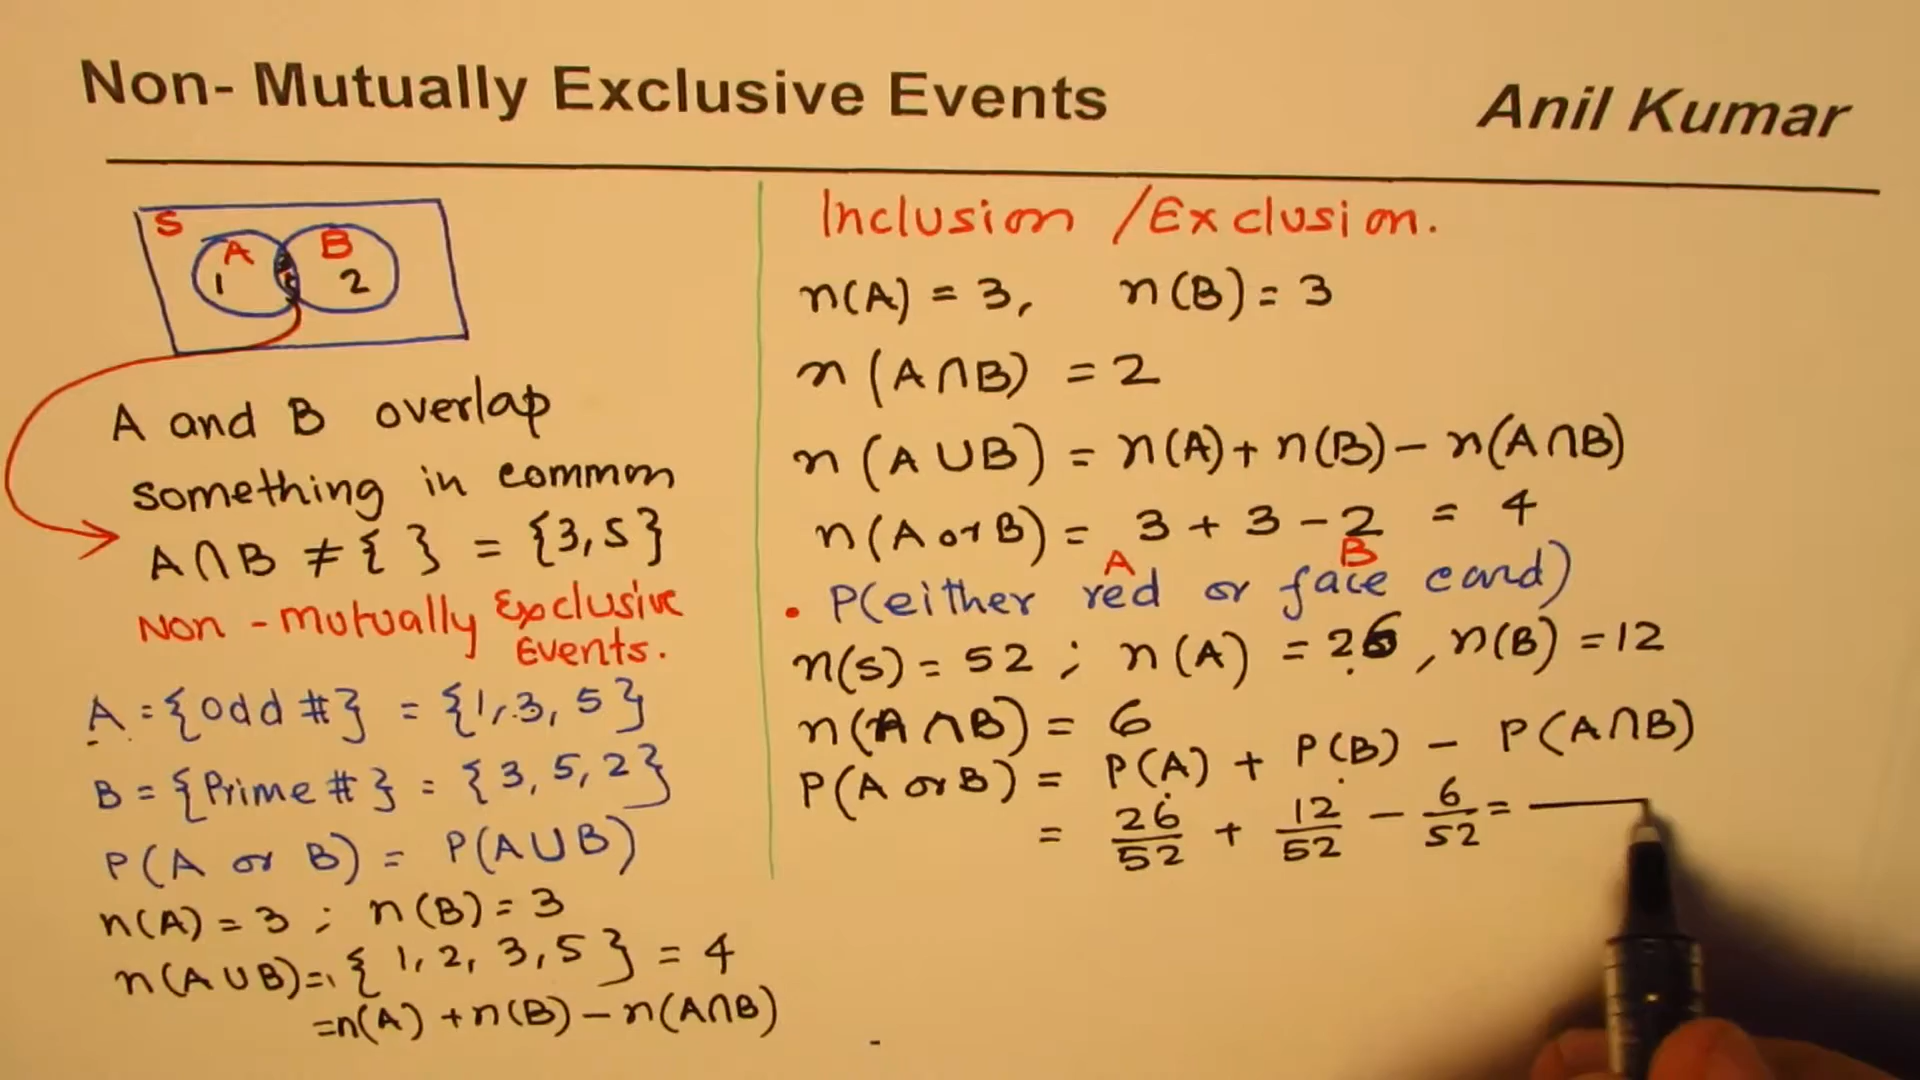 Non- Mutually Exclusive Events
Anil Kumar
S
A
B
1
2
A and B overlap
something in common
A∩B ≠ { } = {3,5}
Non - mutually Exclusive
Events.
A = {odd #} = {1, 3, 5}
B = {Prime #} = {3, 5, 2}
P(A or B) = P(A∪B)
n(A) = 3 ; n(B) = 3
n(A∪B) = {1, 2, 3, 5} = 4
=n(A) + n(B) - n(A∩B)
Inclusion / Exclusion.
n(A) = 3, n(B) = 3
n(A∩B) = 2
n(A∪B) = n(A) + n(B) - n(A∩B)
n(A or B) = 3 + 3 - 2 = 4
A B
• P(either red or face card)
n(s) = 52 ; n(A) = 26, n(B) = 12
n(A∩B) = 6
P(A or B) = P(A) + P(B) - P(A∩B)
= 26/52 + 12/52 - 6/52 =